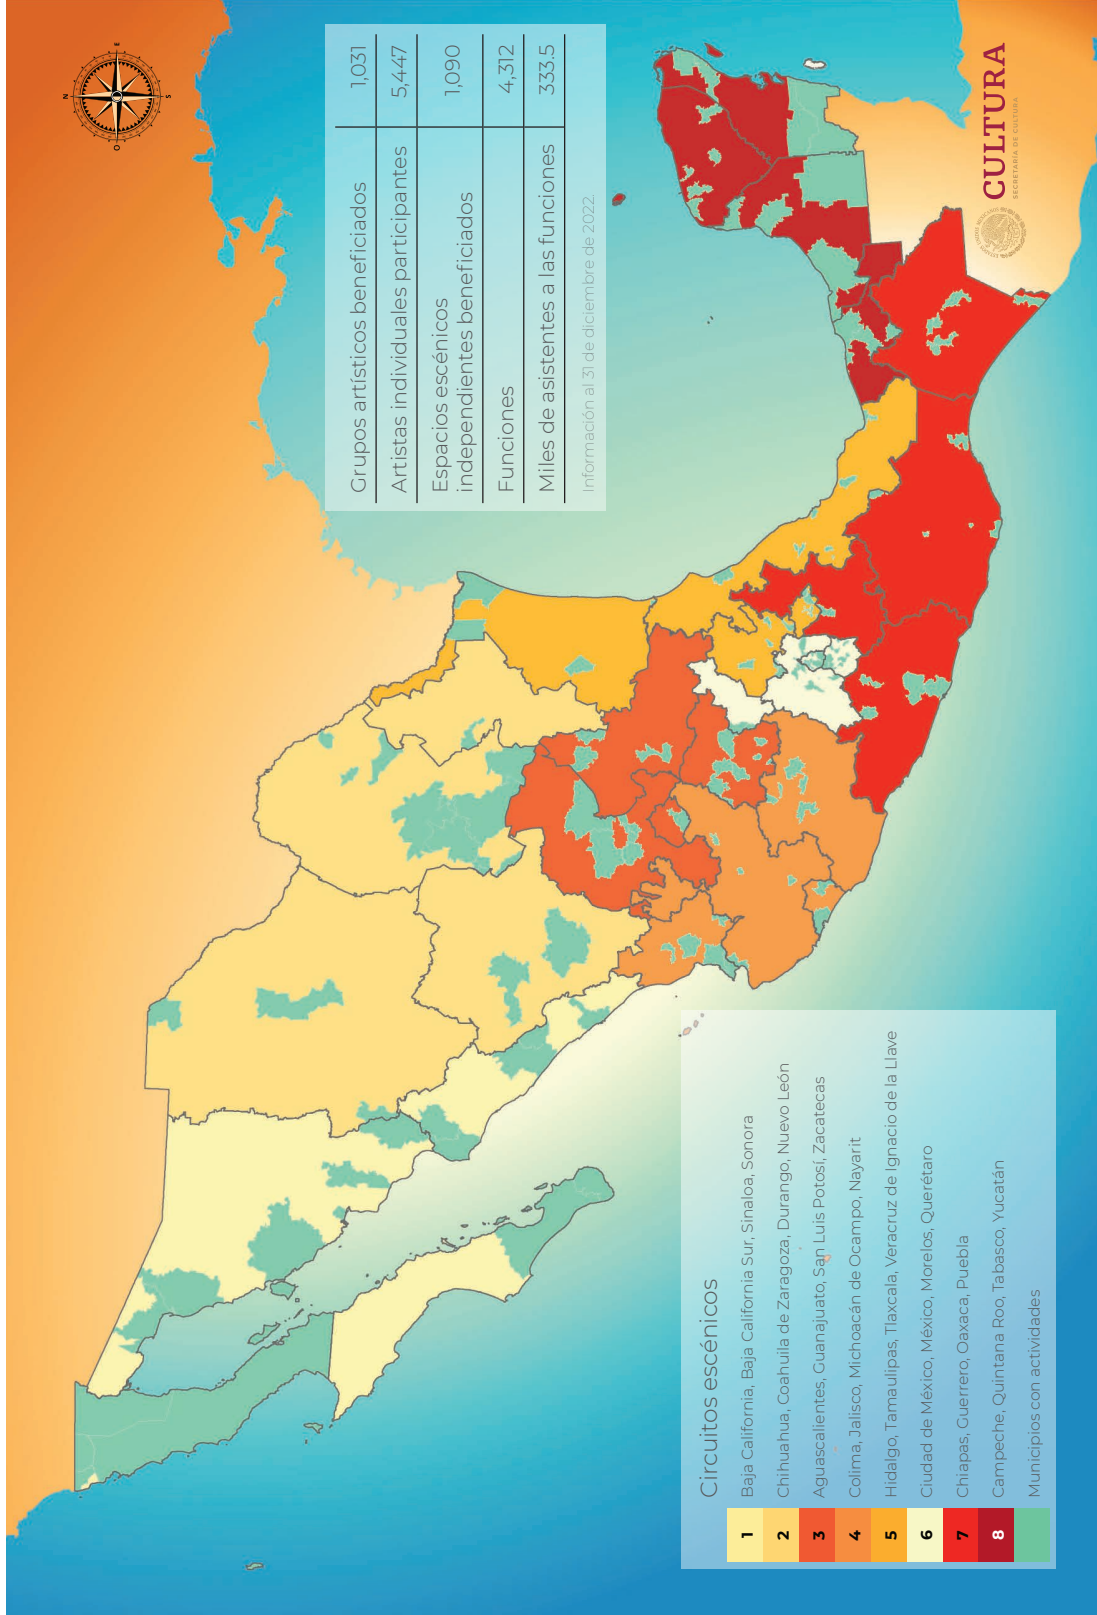 N
E
S
O
Grupos artísticos beneficiados 1,031
Artistas individuales participantes 5,447
Espacios escénicos
independientes beneficiados 1,090
Funciones 4,312
Miles de asistentes a las funciones 333.5
Información al 31 de diciembre de 2022.
Circuitos escénicos
1 Baja California, Baja California Sur, Sinaloa, Sonora
2 Chihuahua, Coahuila de Zaragoza, Durango, Nuevo León
3 Aguascalientes, Guanajuato, San Luis Potosí, Zacatecas
4 Colima, Jalisco, Michoacán de Ocampo, Nayarit
5 Hidalgo, Tamaulipas, Tlaxcala, Veracruz de Ignacio de la Llave
6 Ciudad de México, México, Morelos, Querétaro
7 Chiapas, Guerrero, Oaxaca, Puebla
8 Campeche, Quintana Roo, Tabasco, Yucatán
Municipios con actividades
CULTURA
SECRETARÍA DE CULTURA